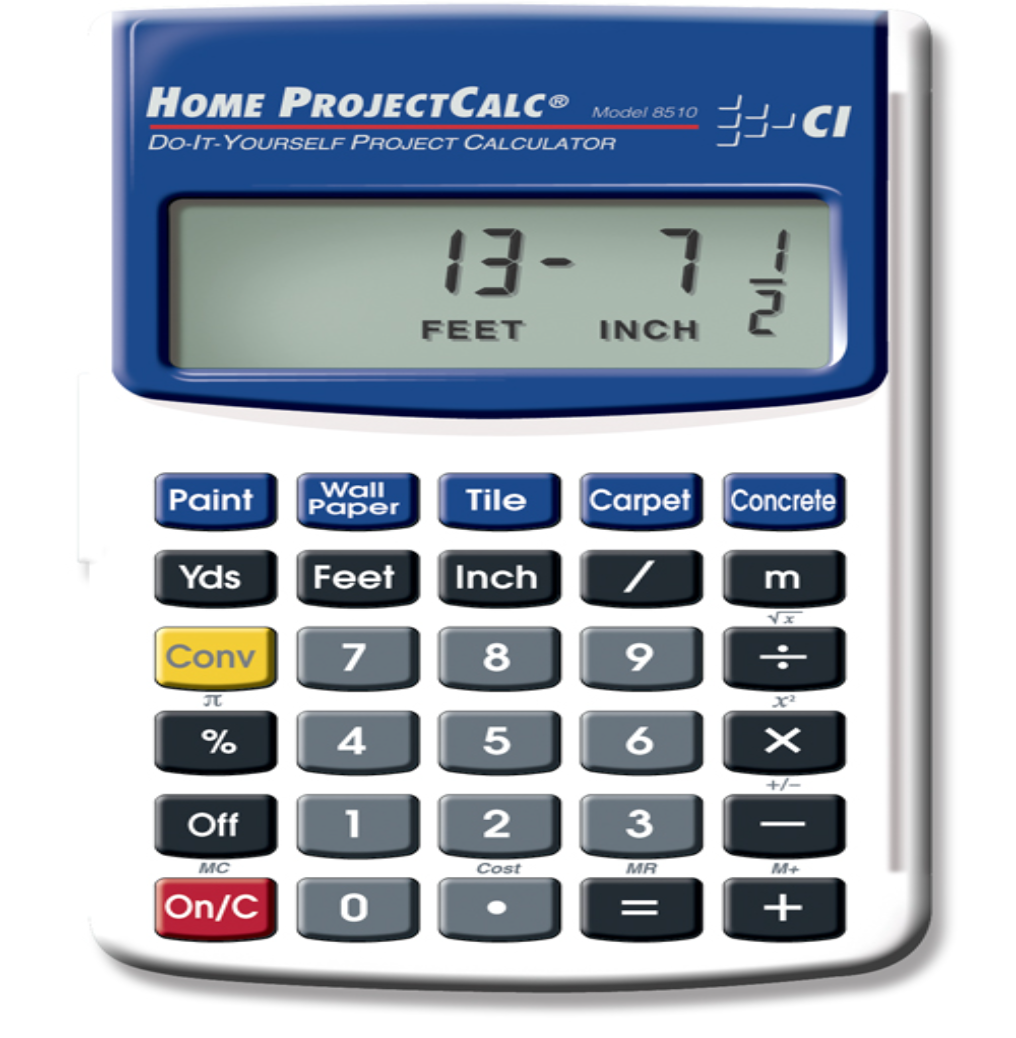 HOME PROJECTCALC® Model 8510 CI
DO-IT-YOURSELF PROJECT CALCULATOR
13- 7 1/2
FEET INCH
Paint Wall Paper Tile Carpet Concrete
Yds Feet Inch / m
√x
Conv 7 8 9 ÷
π x²
% 4 5 6 ×
+/−
Off 1 2 3 −
MC Cost MR M+
On/C 0 • = +